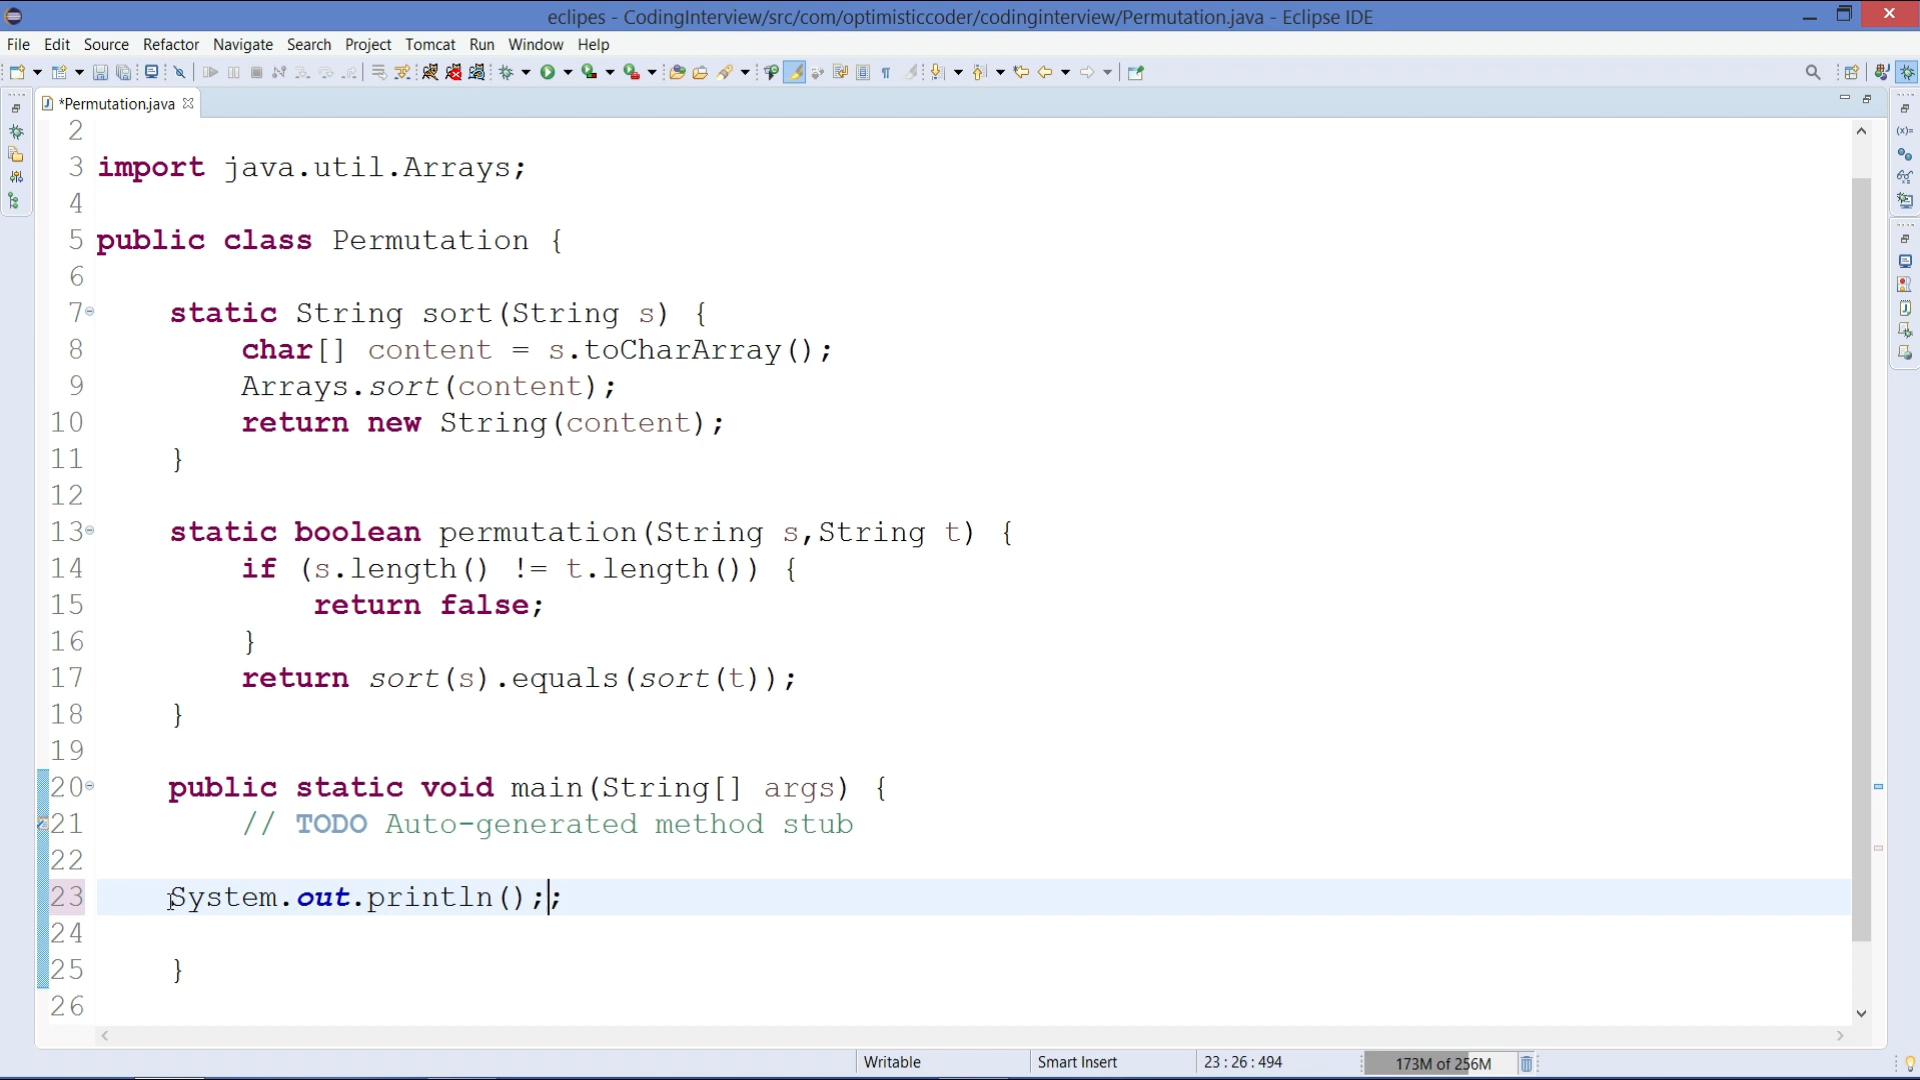 eclipes - CodingInterview/src/com/optimisticcoder/codinginterview/Permutation.java - Eclipse IDE
File Edit Source Refactor Navigate Search Project Tomcat Run Window Help
*Permutation.java
2
3 import java.util.Arrays;
4
5 public class Permutation {
6
7 static String sort(String s) {
8 char[] content = s.toCharArray();
9 Arrays.sort(content);
10 return new String(content);
11 }
12
13 static boolean permutation(String s,String t) {
14 if (s.length() != t.length()) {
15 return false;
16 }
17 return sort(s).equals(sort(t));
18 }
19
20 public static void main(String[] args) {
21 // TODO Auto-generated method stub
22
23 System.out.println();;
24
25 }
26
Writable Smart Insert 23 : 26 : 494 173M of 256M